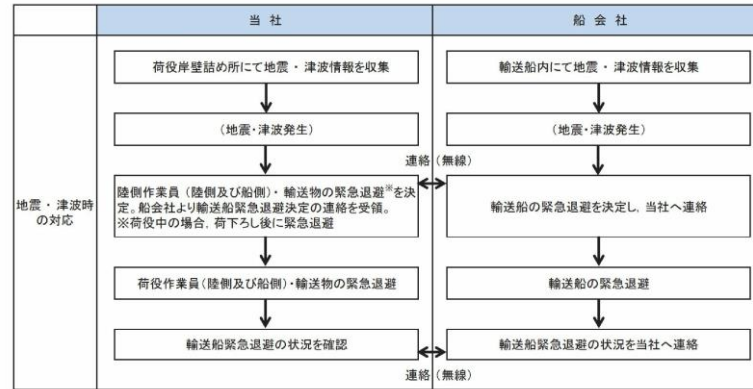 当 社
船 会 社
地震 ・ 津波時
の対応
荷役岸壁詰め所にて地震 ・ 津波情報を収集
輸送船内にて地震 ・ 津波情報を収集
(地震・津波発生)
(地震・津波発生)
連絡 (無線)
陸側作業員 (陸側及び船側)・ 輸送物の緊急退避※を決
定。船会社より輸送船緊急退避決定の連絡を受領。
※荷役中の場合, 荷下ろし後に緊急退避
輸送船の緊急退避を決定し, 当社へ連絡
荷役作業員(陸側及び船側)・輸送物の緊急退避
輸送船の緊急退避
輸送船緊急退避の状況を確認
輸送船緊急退避の状況を当社へ連絡
連絡 (無線)